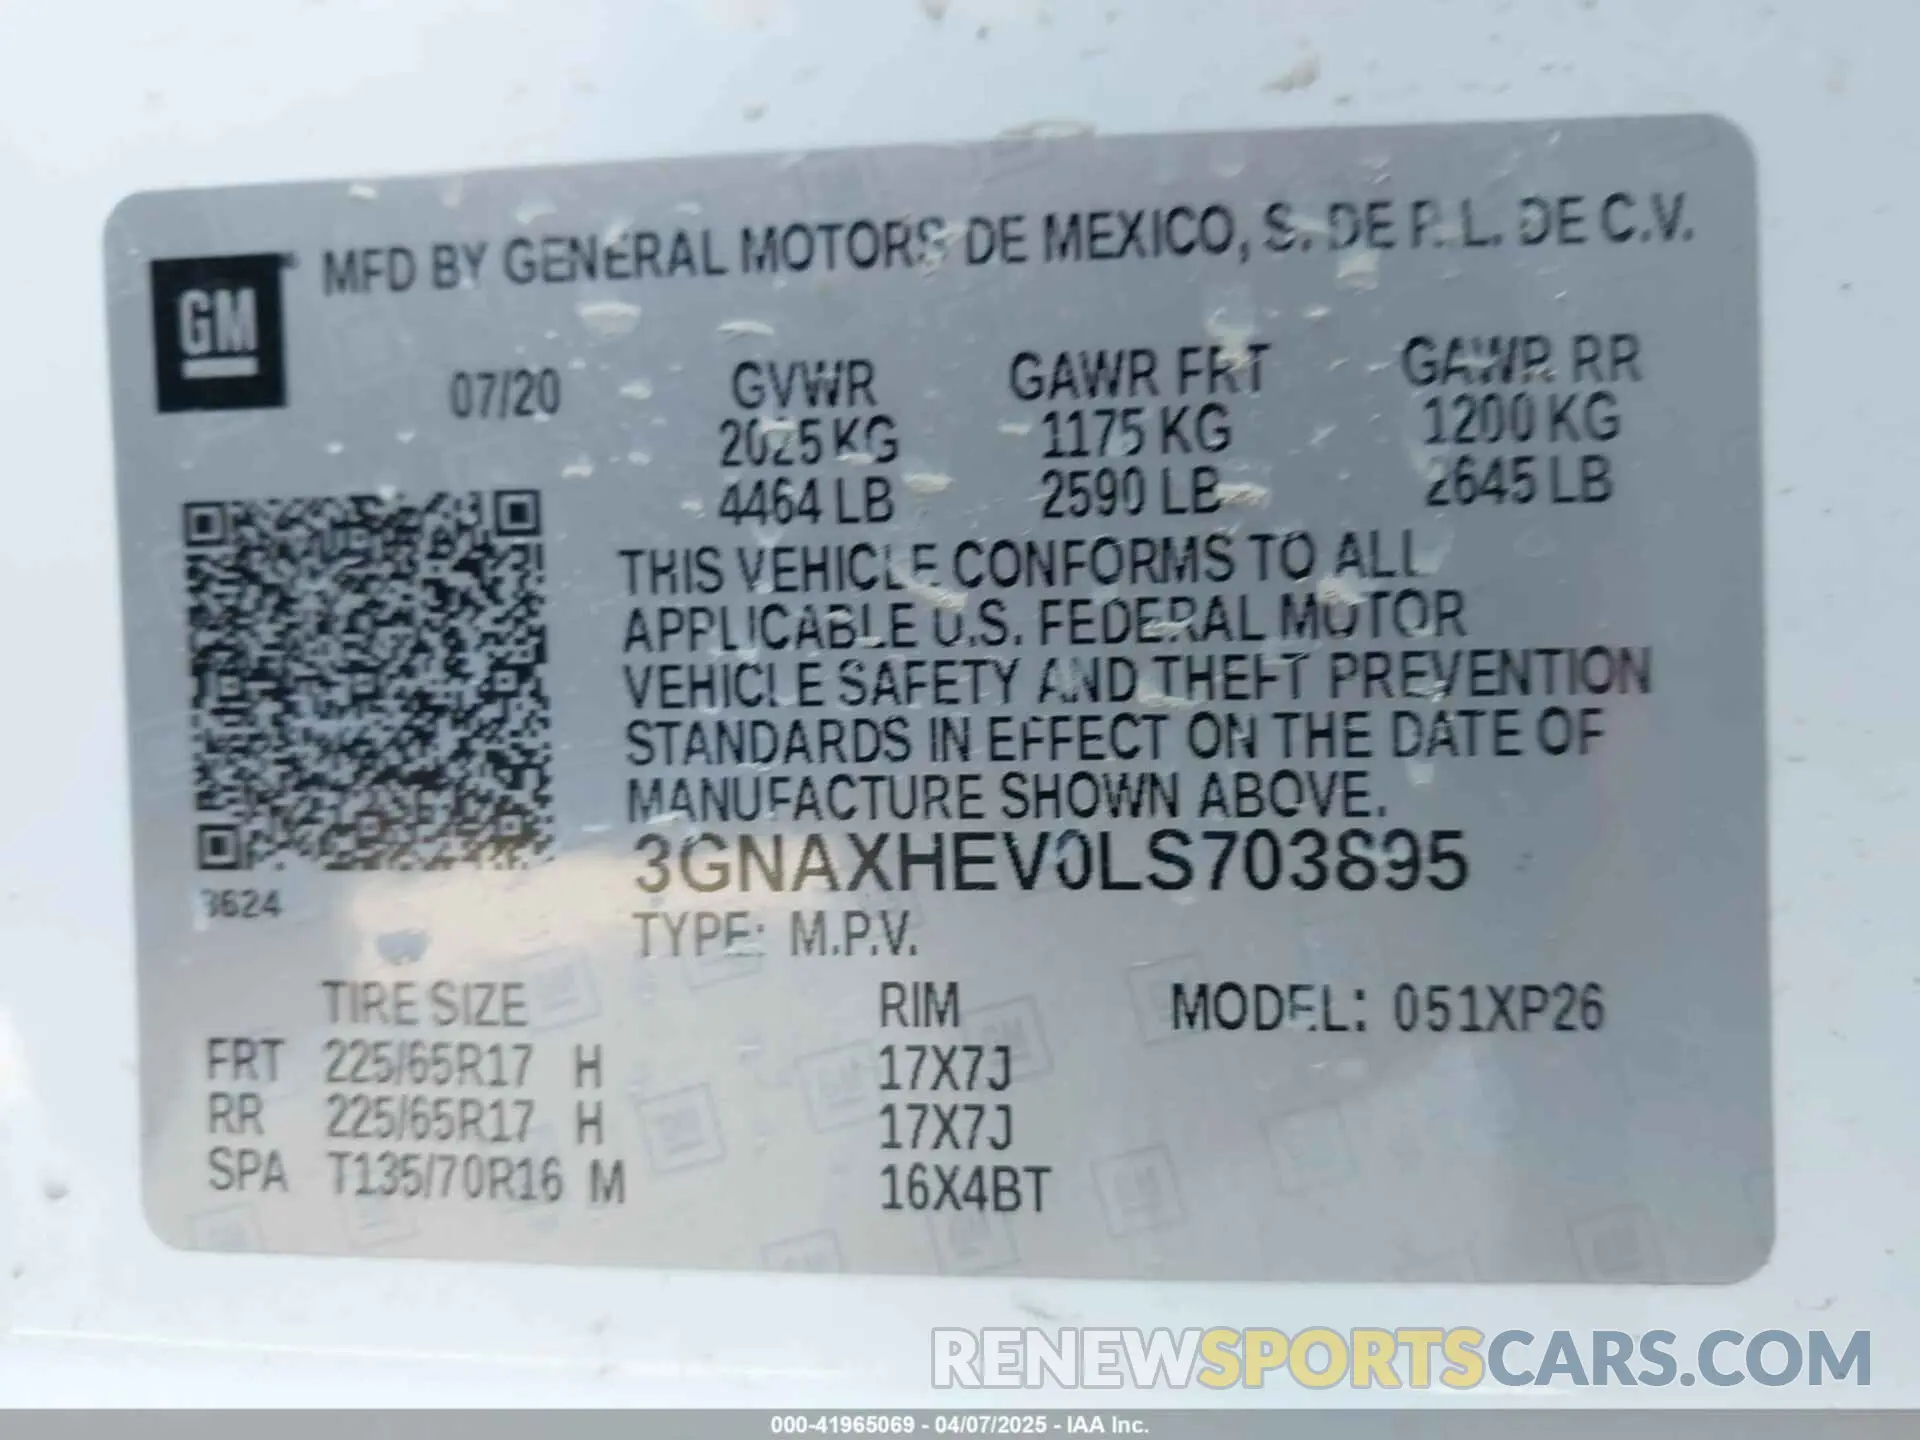 MFD BY GENERAL MOTORS DE MEXICO, S. DE R.L. DE C.V.
GM
07/20 GVWR GAWR FRT GAWR RR
2025 KG 1175 KG 1200 KG
4464 LB 2590 LB 2645 LB
THIS VEHICLE CONFORMS TO ALL
APPLICABLE U.S. FEDERAL MOTOR
VEHICLE SAFETY AND THEFT PREVENTION
STANDARDS IN EFFECT ON THE DATE OF
MANUFACTURE SHOWN ABOVE.
3GNAXHEV0LS703895
3624
TYPE: M.P.V.
TIRE SIZE RIM MODEL: 051XP26
FRT 225/65R17 H 17X7J
RR 225/65R17 H 17X7J
SPA T135/70R16 M 16X4BT
RENEWSPORTSCARS.COM
000-41965069 - 04/07/2025 - IAA Inc.